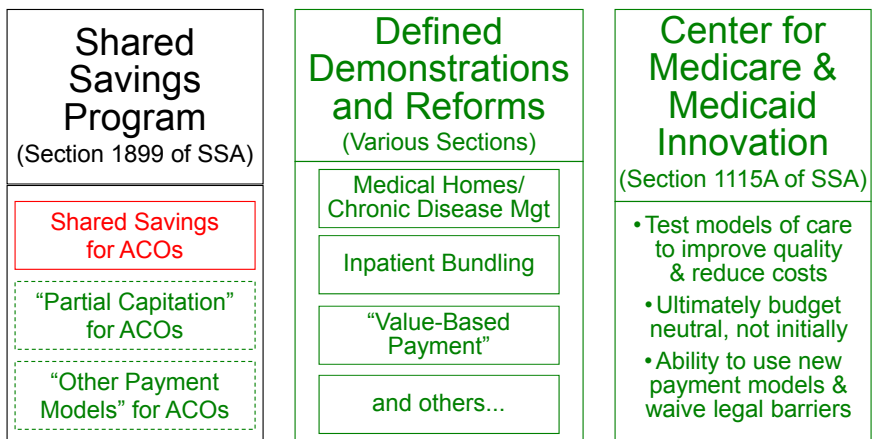 Shared
Savings
Program
(Section 1899 of SSA)
Shared Savings
for ACOs
“Partial Capitation”
for ACOs
“Other Payment
Models” for ACOs
Defined
Demonstrations
and Reforms
(Various Sections)
Medical Homes/
Chronic Disease Mgt
Inpatient Bundling
“Value-Based
Payment”
and others...
Center for
Medicare &
Medicaid
Innovation
(Section 1115A of SSA)
• Test models of care
to improve quality
& reduce costs
• Ultimately budget
neutral, not initially
• Ability to use new
payment models &
waive legal barriers